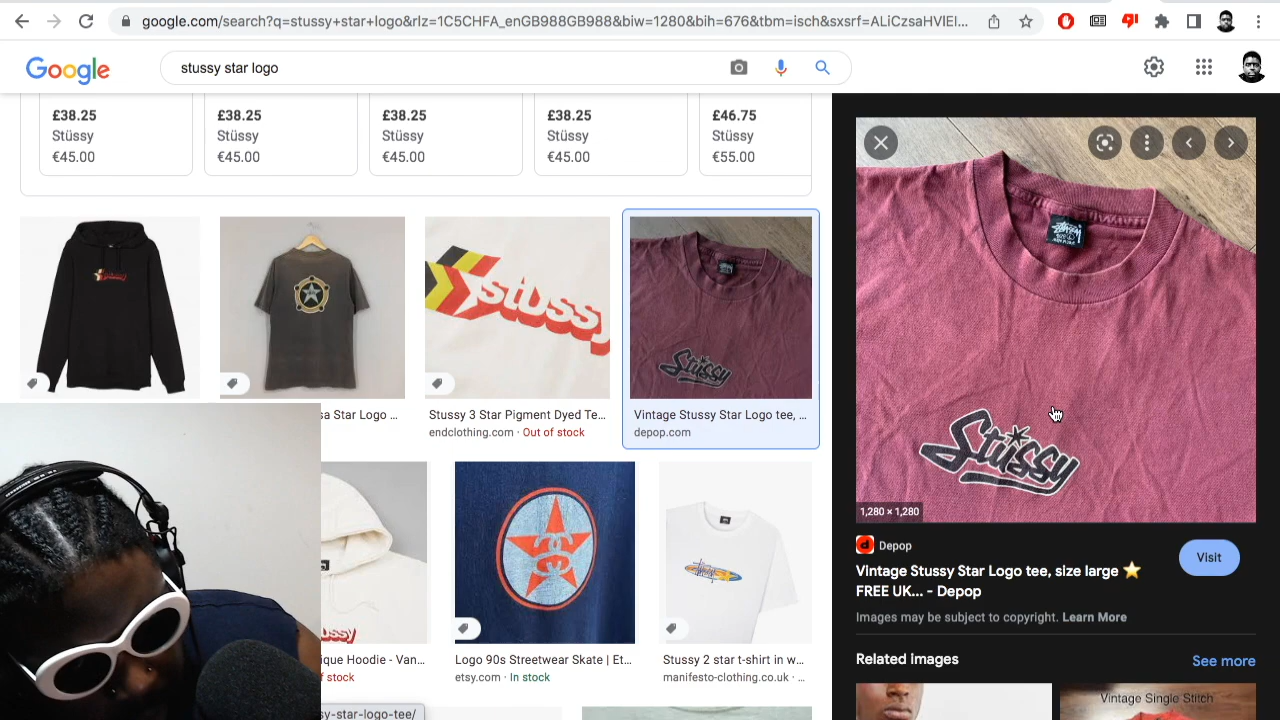 google.com/search?q=stussy+star+logo&rlz=1C5CHFA_enGB988GB988&biw=1280&bih=676&tbm=isch&sxsrf=ALiCzsaHVlEI...
Google
stussy star logo
£38.25
£38.25
£38.25
£38.25
£46.75
Stüssy
Stüssy
Stüssy
Stüssy
Stüssy
€45.00
€45.00
€45.00
€45.00
€55.00
Stussy
stussy
Stussy
sa Star Logo ...
Stussy 3 Star Pigment Dyed Te...
endclothing.com · Out of stock
Vintage Stussy Star Logo tee, ...
depop.com
ussy
ique Hoodie - Van...
f stock
Logo 90s Streetwear Skate | Et...
etsy.com · In stock
Stussy 2 star t-shirt in w...
manifesto-clothing.co.uk · ...
sy-star-logo-tee/
Stussy
Stussy
1,280 × 1,280
d Depop
Vintage Stussy Star Logo tee, size large ⭐
FREE UK... - Depop
Visit
Images may be subject to copyright. Learn More
Related images
See more
Vintage Single Stitch